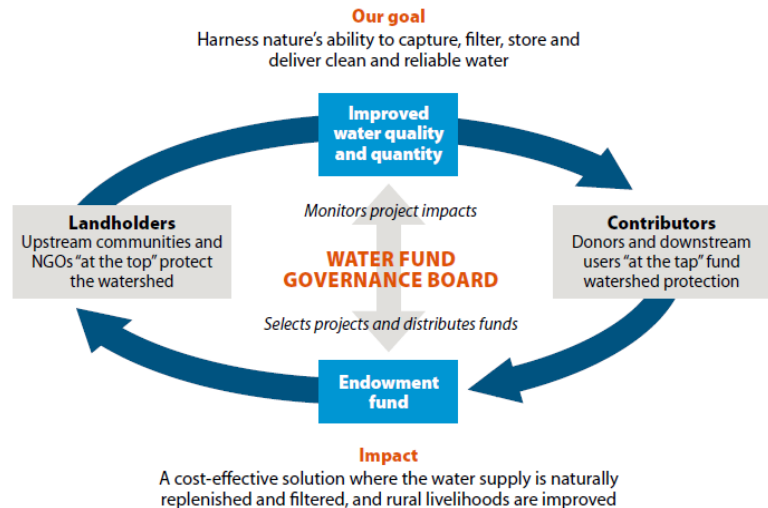 Our goal
Harness nature’s ability to capture, filter, store and
deliver clean and reliable water
Improved
water quality
and quantity
Monitors project impacts
Landholders
Upstream communities and
NGOs “at the top” protect
the watershed
WATER FUND
GOVERNANCE BOARD
Contributors
Donors and downstream
users “at the tap” fund
watershed protection
Selects projects and distributes funds
Endowment
fund
Impact
A cost-effective solution where the water supply is naturally
replenished and filtered, and rural livelihoods are improved